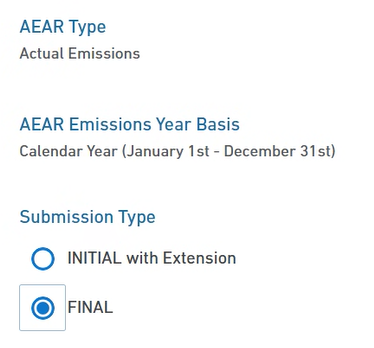 AEAR Type
Actual Emissions
AEAR Emissions Year Basis
Calendar Year (January 1st - December 31st)
Submission Type
INITIAL with Extension
FINAL